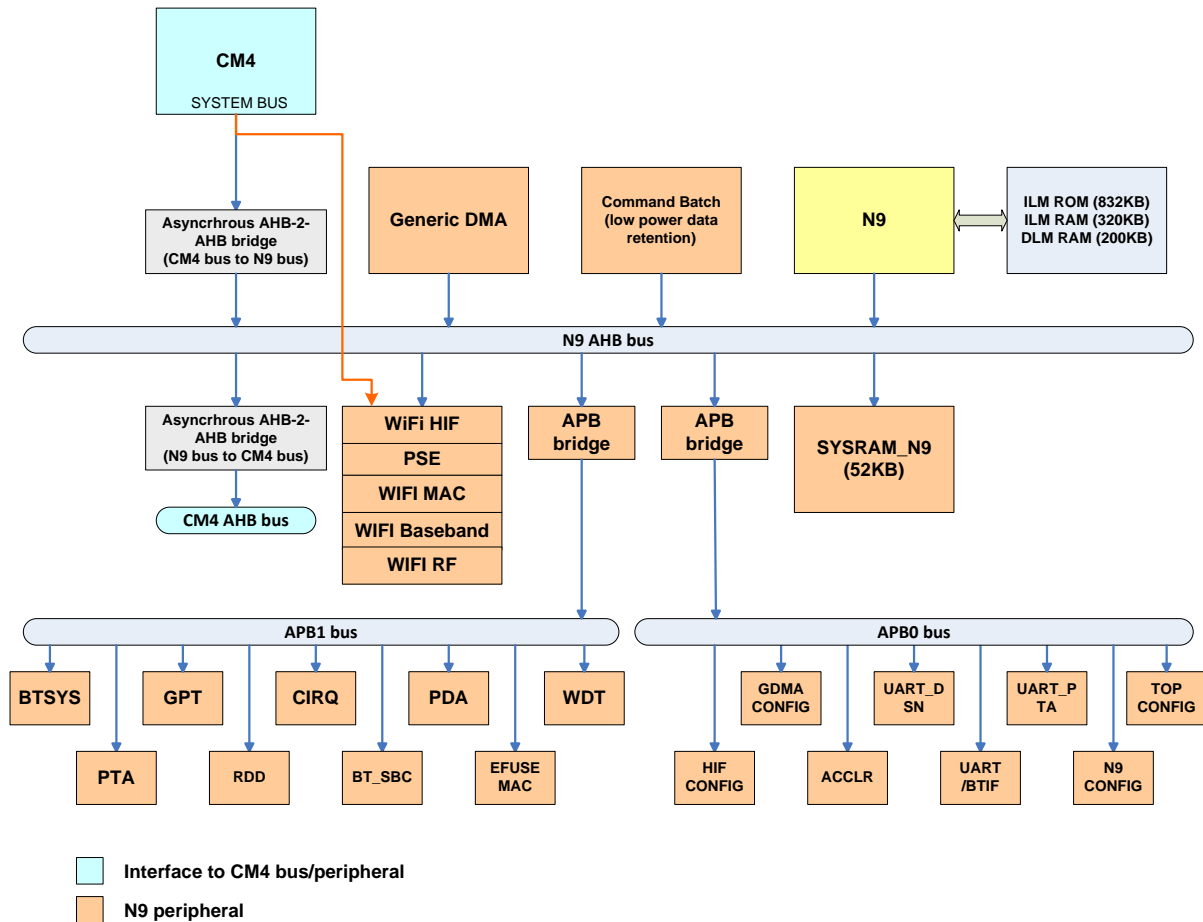 CM4
SYSTEM BUS
Asyncrhrous AHB-2-
AHB bridge
(CM4 bus to N9 bus)
Generic DMA
Command Batch
(low power data
retention)
N9
ILM ROM (832KB)
ILM RAM (320KB)
DLM RAM (200KB)
N9 AHB bus
Asyncrhrous AHB-2-
AHB bridge
(N9 bus to CM4 bus)
CM4 AHB bus
WiFi HIF
PSE
WIFI MAC
WIFI Baseband
WIFI RF
APB
bridge
APB
bridge
SYSRAM_N9
(52KB)
APB1 bus
APB0 bus
BTSYS
GPT
CIRQ
PDA
WDT
PTA
RDD
BT_SBC
EFUSE
MAC
GDMA
CONFIG
UART_D
SN
UART_P
TA
TOP
CONFIG
HIF
CONFIG
ACCLR
UART
/BTIF
N9
CONFIG
Interface to CM4 bus/peripheral
N9 peripheral